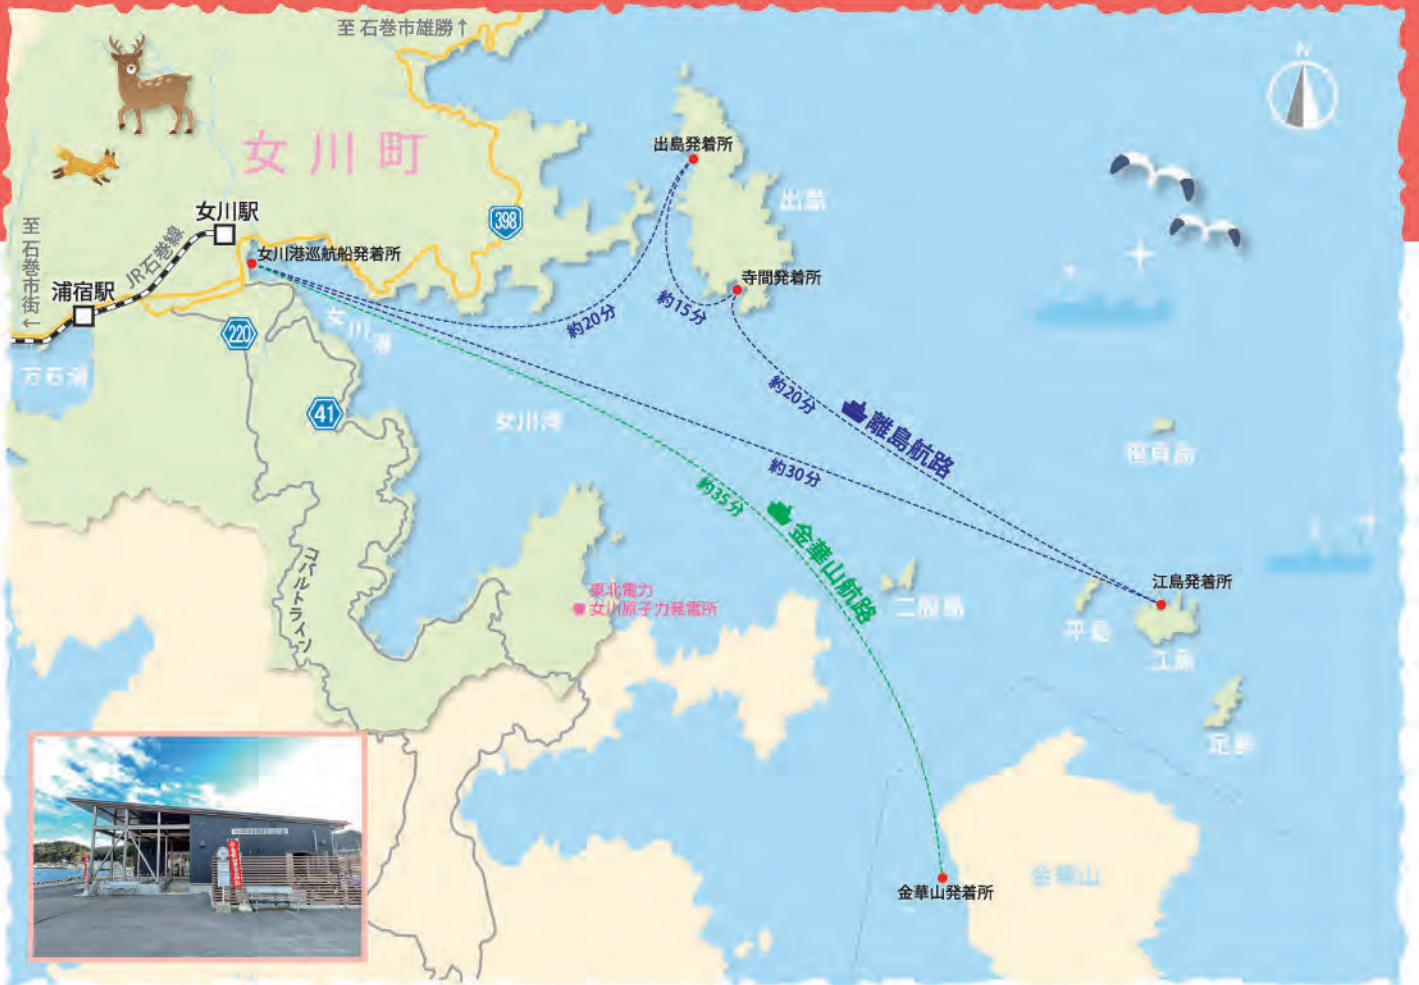 至 石巻市雄勝↑
N
女川町
出島発着所
出島
女川駅
398
至 石巻市街←
JR石巻線
女川港巡航船発着所
寺間発着所
浦宿駅
約20分
約15分
女川港
220
万石浦
約20分
離島航路
41
女川湾
約30分
約35分
金華山航路
コバルトライン
江島発着所
東北電力
女川原子力発電所
二股島
平島
江島
足島
金華山
金華山発着所